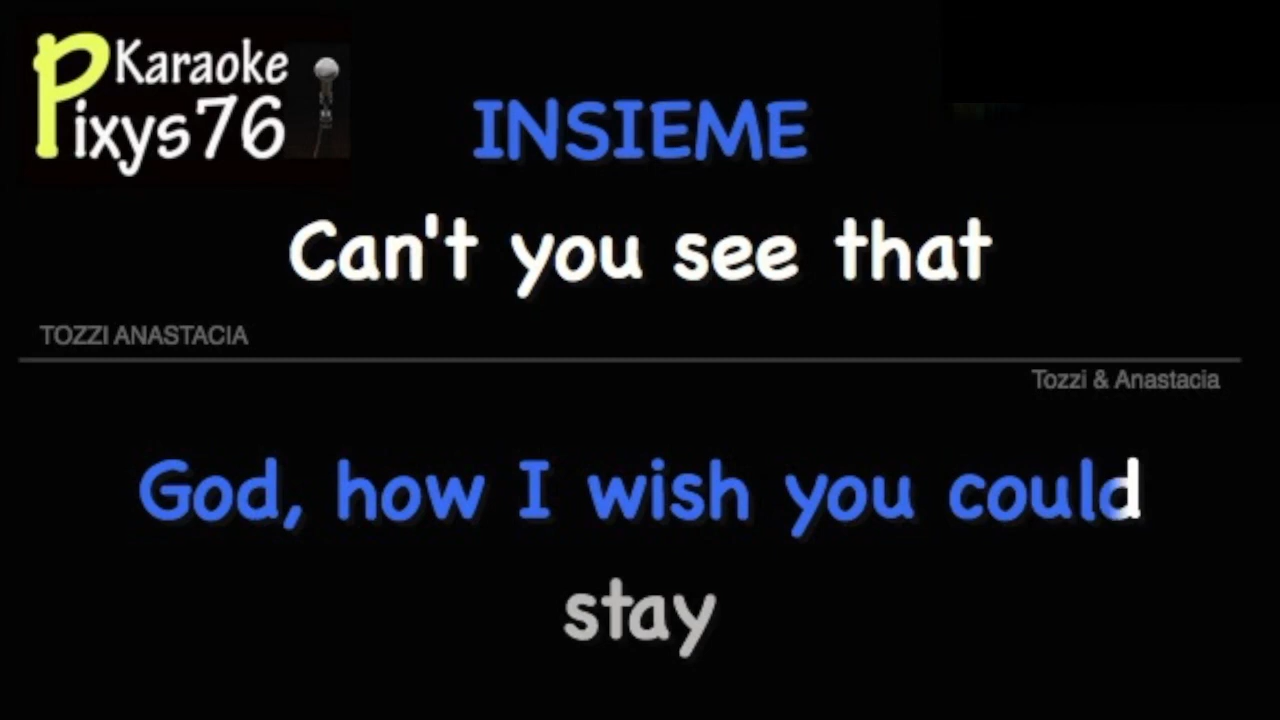 Karaoke
Pixys76
INSIEME
Can't you see that
TOZZI ANASTACIA
Tozzi & Anastacia
God, how I wish you could
stay